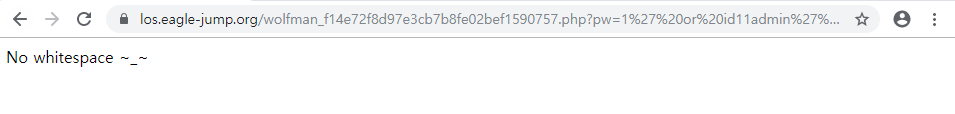 los.eagle-jump.org/wolfman_f14e72f8d97e3cb7b8fe02bef1590757.php?pw=1%27%20or%20id11admin%27%...
No whitespace ~_~